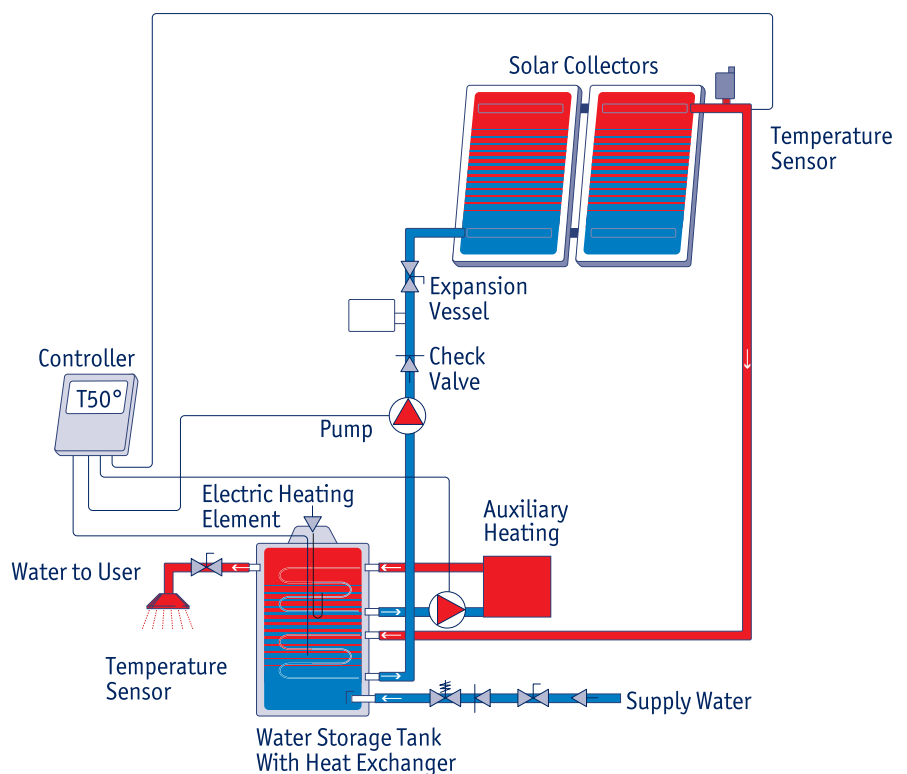 Solar Collectors
Temperature
Sensor
Expansion
Vessel
Check
Valve
Controller
T50°
Pump
Electric Heating
Element
Auxiliary
Heating
Water to User
Temperature
Sensor
Supply Water
Water Storage Tank
With Heat Exchanger